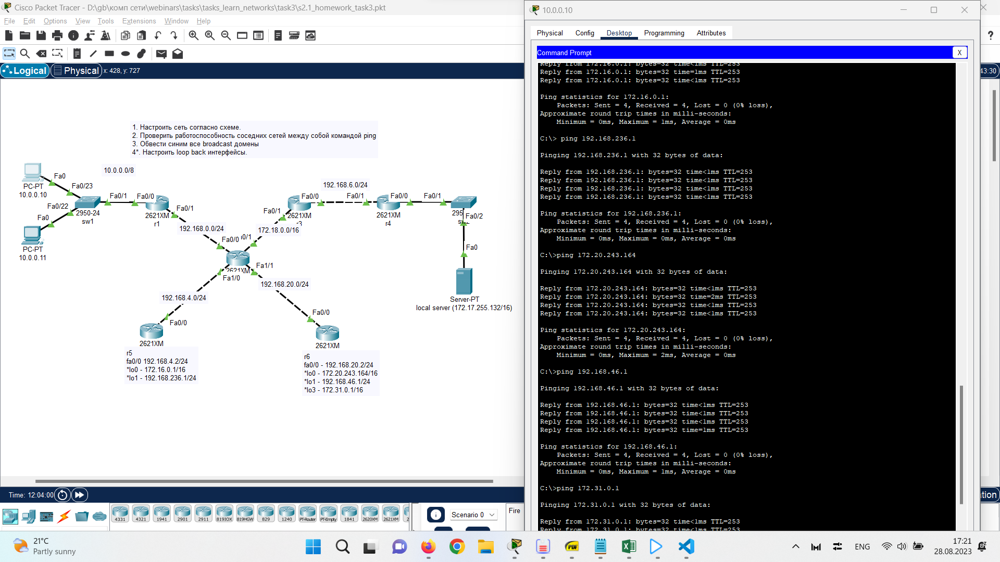 Cisco Packet Tracer - D:\gb\комп сети\webinars\tasks\tasks_learn_networks\task3\s2.1_homework_task3.pkt
File Edit Options View Tools Extensions Window Help
Logical Physical x: 428, y: 727
43:30
1. Настроить сеть согласно схеме.
2. Проверить работоспособность соседних сетей между собой командой ping
3. Обвести синим все broadcast домены
4*. Настроить loop back интерфейсы.
10.0.0.0/8
Fa0
PC-PT
10.0.0.10
Fa0/23
Fa0/22
Fa0
PC-PT
10.0.0.11
2950-24
sw1
Fa0/1
Fa0/0
2621XM
r1
Fa0/1
192.168.0.0/24
Fa0/0
0/1
172.18.0.0/16
Fa0/1
Fa0/0
2621XM
r3
192.168.6.0/24
Fa0/1
Fa0/0
2621XM
r4
Fa0/1
295
Fa0/2
Fa0
Server-PT
local server (172.17.255.132/16)
2621XM
Fa1/1
Fa1/0
192.168.20.0/24
192.168.4.0/24
Fa0/0
2621XM
r5
fa0/0 192.168.4.2/24
*lo0 - 172.16.0.1/16
*lo1 - 192.168.236.1/24
Fa0/0
2621XM
r6
fa0/0 - 192.168.20.2/24
*lo0 - 172.20.243.164/16
*lo1 - 192.168.46.1/24
*lo3 - 172.31.0.1/16
Time: 12:04:00
4331 4321 1941 2901 2911 819IOX 819HGW 829 1240 PT-Router PT-Empty 1841 2620XM 2621XM 2
Scenario 0
Fire
tion
10.0.0.10
Physical Config Desktop Programming Attributes
Command Prompt X
Reply from 172.16.0.1: bytes=32 time<1ms TTL=253
Reply from 172.16.0.1: bytes=32 time=1ms TTL=253
Reply from 172.16.0.1: bytes=32 time<1ms TTL=253
Ping statistics for 172.16.0.1:
Packets: Sent = 4, Received = 4, Lost = 0 (0% loss),
Approximate round trip times in milli-seconds:
Minimum = 0ms, Maximum = 1ms, Average = 0ms
C:\> ping 192.168.236.1
Pinging 192.168.236.1 with 32 bytes of data:
Reply from 192.168.236.1: bytes=32 time<1ms TTL=253
Reply from 192.168.236.1: bytes=32 time<1ms TTL=253
Reply from 192.168.236.1: bytes=32 time<1ms TTL=253
Reply from 192.168.236.1: bytes=32 time<1ms TTL=253
Ping statistics for 192.168.236.1:
Packets: Sent = 4, Received = 4, Lost = 0 (0% loss),
Approximate round trip times in milli-seconds:
Minimum = 0ms, Maximum = 0ms, Average = 0ms
C:\>ping 172.20.243.164
Pinging 172.20.243.164 with 32 bytes of data:
Reply from 172.20.243.164: bytes=32 time<1ms TTL=253
Reply from 172.20.243.164: bytes=32 time=2ms TTL=253
Reply from 172.20.243.164: bytes=32 time<1ms TTL=253
Reply from 172.20.243.164: bytes=32 time<1ms TTL=253
Ping statistics for 172.20.243.164:
Packets: Sent = 4, Received = 4, Lost = 0 (0% loss),
Approximate round trip times in milli-seconds:
Minimum = 0ms, Maximum = 2ms, Average = 0ms
C:\>ping 192.168.46.1
Pinging 192.168.46.1 with 32 bytes of data:
Reply from 192.168.46.1: bytes=32 time<1ms TTL=253
Reply from 192.168.46.1: bytes=32 time<1ms TTL=253
Reply from 192.168.46.1: bytes=32 time<1ms TTL=253
Reply from 192.168.46.1: bytes=32 time=1ms TTL=253
Ping statistics for 192.168.46.1:
Packets: Sent = 4, Received = 4, Lost = 0 (0% loss),
Approximate round trip times in milli-seconds:
Minimum = 0ms, Maximum = 1ms, Average = 0ms
C:\>ping 172.31.0.1
Pinging 172.31.0.1 with 32 bytes of data:
Reply from 172.31.0.1: bytes=32 time<1ms TTL=253
Reply from 172.31.0.1: bytes=32 time<1ms TTL=253
21°C
Partly sunny
PDF
ENG
17:21
28.08.2023